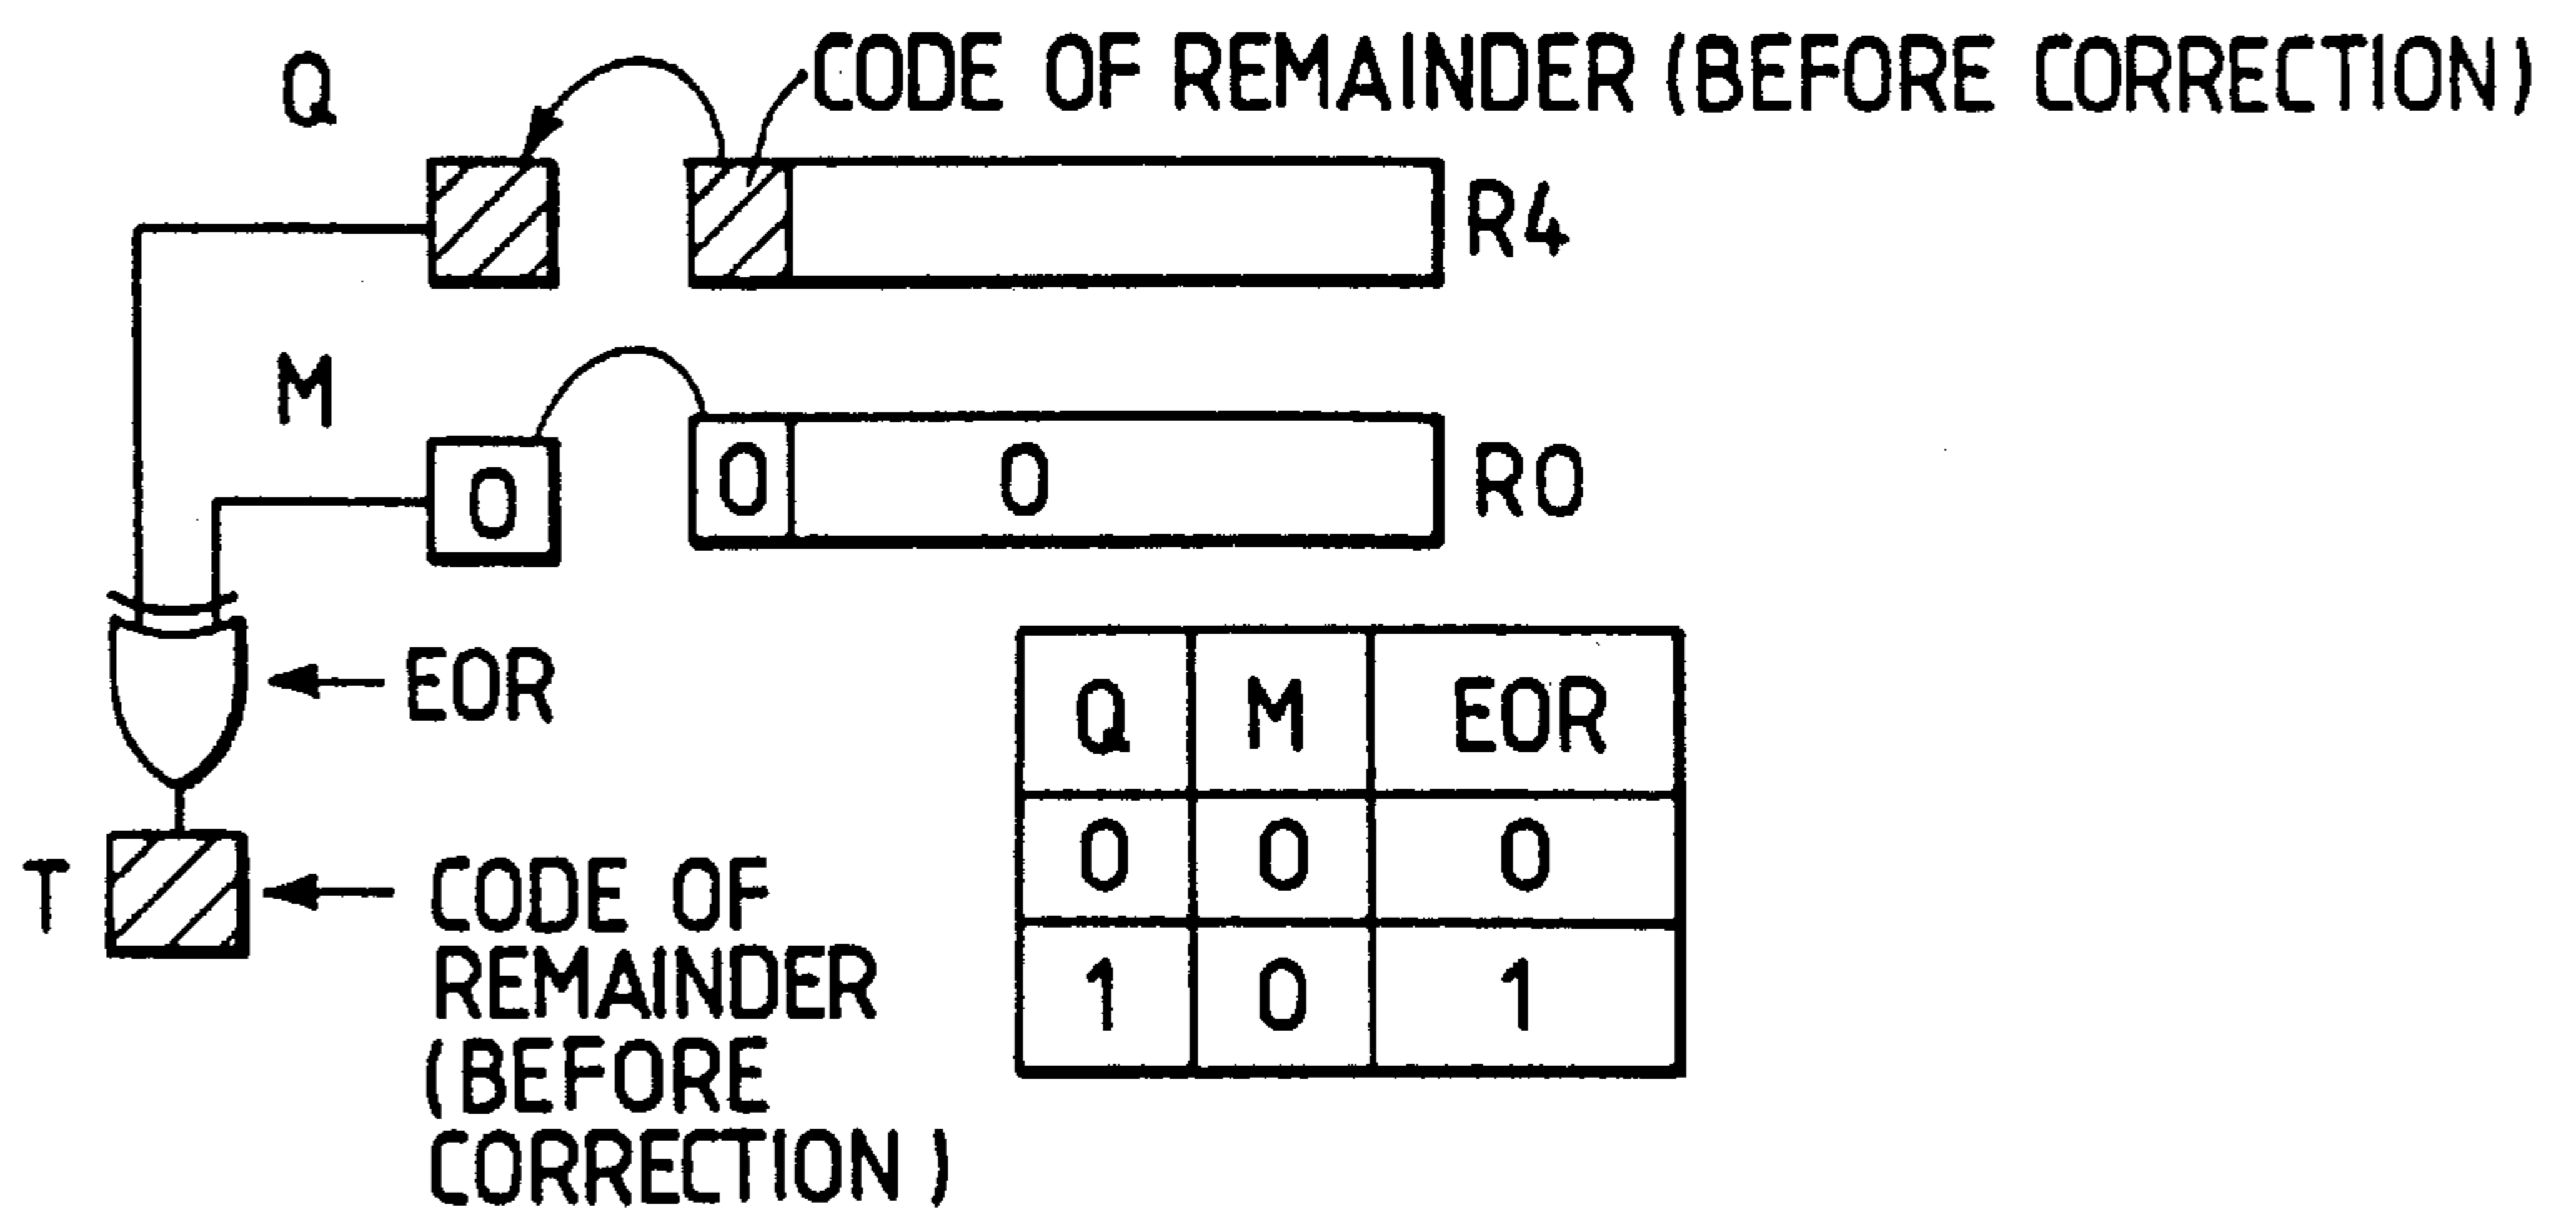 Q
CODE OF REMAINDER (BEFORE CORRECTION)
R4
M
0
0 0
R0
EOR
T
CODE OF
REMAINDER
(BEFORE
CORRECTION)
Q M EOR
0 0 0
1 0 1